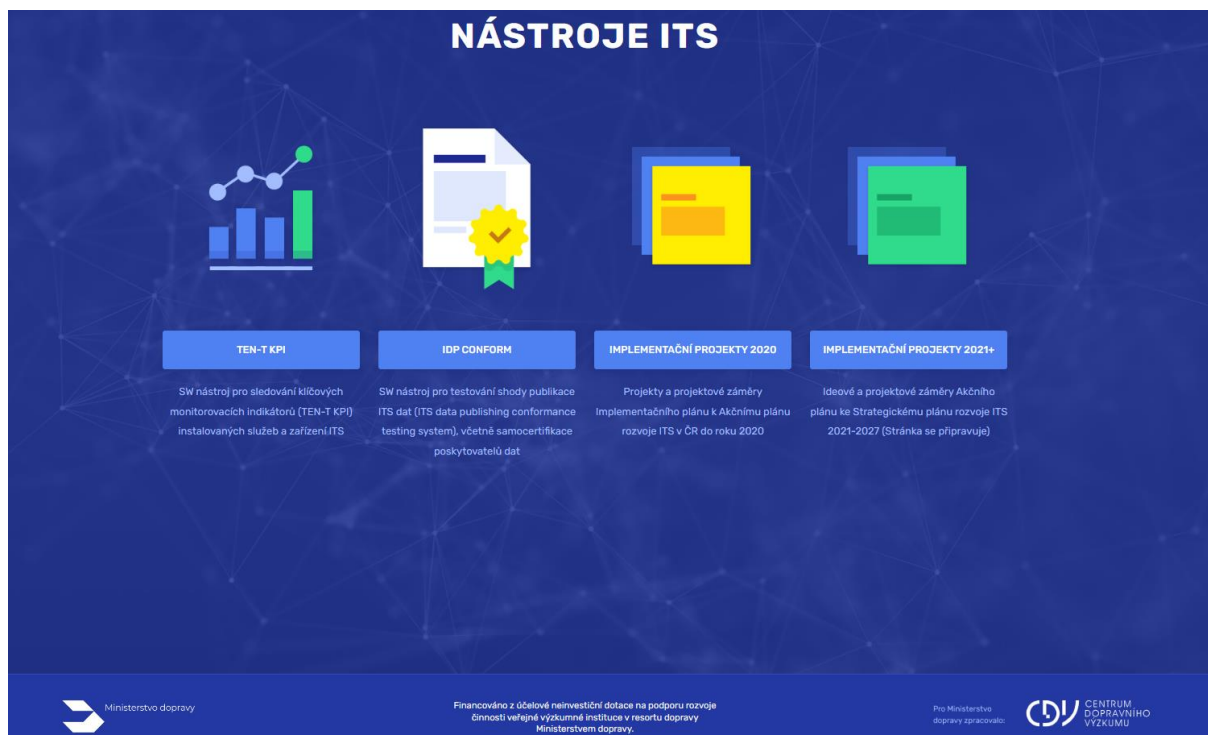 NÁSTROJE ITS
TEN-T KPI
SW nástroj pro sledování klíčových
monitorovacích indikátorů (TEN-T KPI)
instalovaných služeb a zařízení ITS
IDP CONFORM
SW nástroj pro testování shody publikace
ITS dat (ITS data publishing conformance
testing system), včetně samocertifikace
poskytovatelů dat
IMPLEMENTAČNÍ PROJEKTY 2020
Projekty a projektové záměry
Implementačního plánu k Akčnímu plánu
rozvoje ITS v ČR do roku 2020
IMPLEMENTAČNÍ PROJEKTY 2021+
Ideové a projektové záměry Akčního
plánu ke Strategickému plánu rozvoje ITS
2021-2027 (Stránka se připravuje)
Ministerstvo dopravy
Financováno z účelové neinvestiční dotace na podporu rozvoje
činnosti veřejné výzkumné instituce v resortu dopravy
Ministerstvem dopravy.
Pro Ministerstvo
dopravy zpracovalo:
CDV
CENTRUM
DOPRAVNÍHO
VÝZKUMU